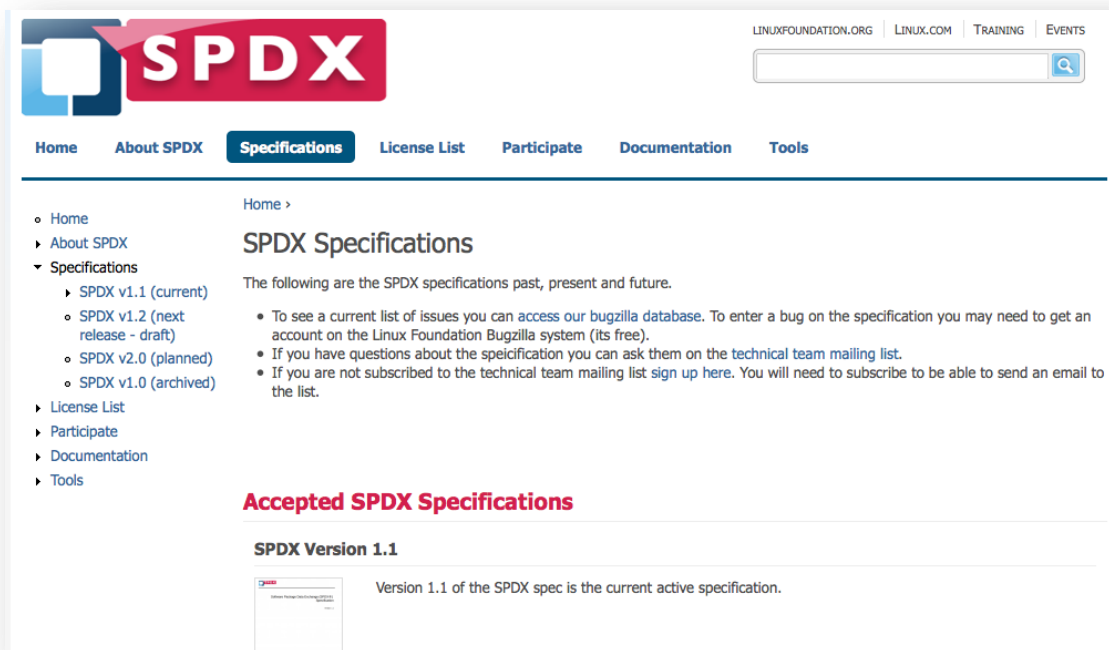 SPDX
LINUXFOUNDATION.ORG LINUX.COM TRAINING EVENTS
Home About SPDX Specifications License List Participate Documentation Tools
Home
About SPDX
Specifications
SPDX v1.1 (current)
SPDX v1.2 (next
release - draft)
SPDX v2.0 (planned)
SPDX v1.0 (archived)
License List
Participate
Documentation
Tools
Home ›
SPDX Specifications
The following are the SPDX specifications past, present and future.
• To see a current list of issues you can access our bugzilla database. To enter a bug on the specification you may need to get an
account on the Linux Foundation Bugzilla system (its free).
• If you have questions about the speicification you can ask them on the technical team mailing list.
• If you are not subscribed to the technical team mailing list sign up here. You will need to subscribe to be able to send an email to
the list.
Accepted SPDX Specifications
SPDX Version 1.1
Version 1.1 of the SPDX spec is the current active specification.